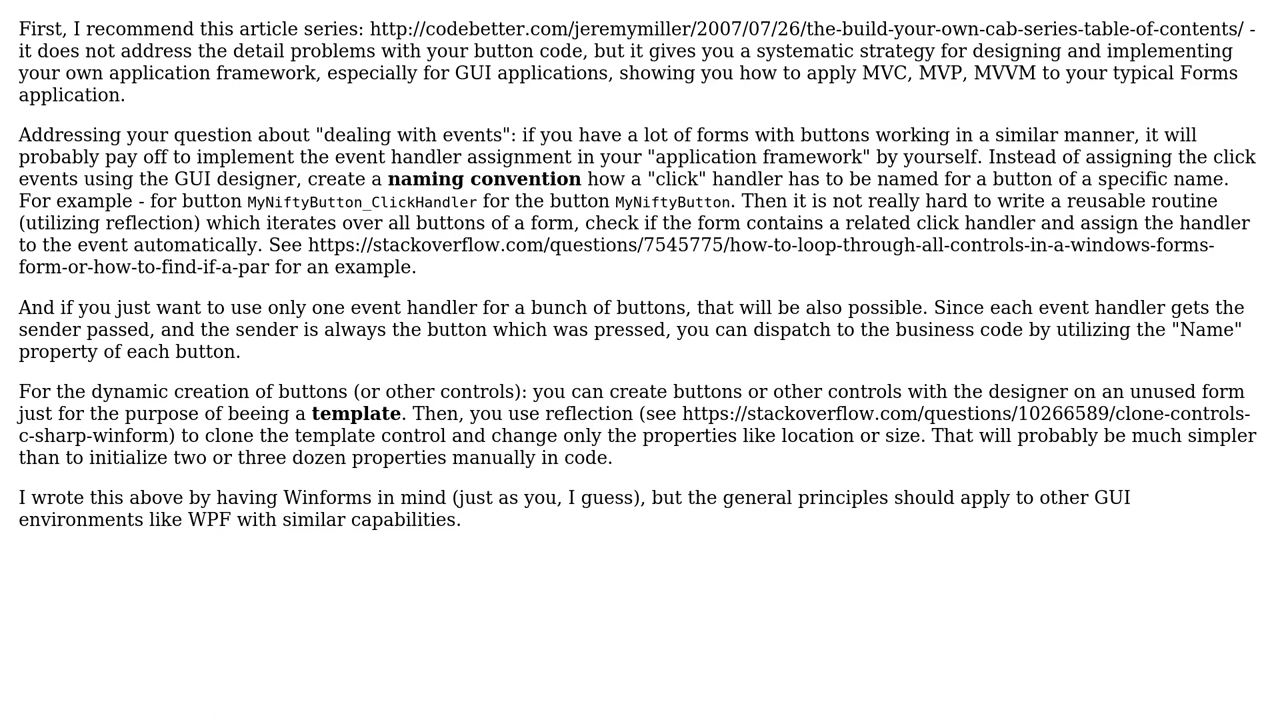 First, I recommend this article series: http://codebetter.com/jeremymiller/2007/07/26/the-build-your-own-cab-series-table-of-contents/ -
it does not address the detail problems with your button code, but it gives you a systematic strategy for designing and implementing
your own application framework, especially for GUI applications, showing you how to apply MVC, MVP, MVVM to your typical Forms
application.
Addressing your question about "dealing with events": if you have a lot of forms with buttons working in a similar manner, it will
probably pay off to implement the event handler assignment in your "application framework" by yourself. Instead of assigning the click
events using the GUI designer, create a naming convention how a "click" handler has to be named for a button of a specific name.
For example - for button MyNiftyButton_ClickHandler for the button MyNiftyButton. Then it is not really hard to write a reusable routine
(utilizing reflection) which iterates over all buttons of a form, check if the form contains a related click handler and assign the handler
to the event automatically. See https://stackoverflow.com/questions/7545775/how-to-loop-through-all-controls-in-a-windows-forms-
form-or-how-to-find-if-a-par for an example.
And if you just want to use only one event handler for a bunch of buttons, that will be also possible. Since each event handler gets the
sender passed, and the sender is always the button which was pressed, you can dispatch to the business code by utilizing the "Name"
property of each button.
For the dynamic creation of buttons (or other controls): you can create buttons or other controls with the designer on an unused form
just for the purpose of beeing a template. Then, you use reflection (see https://stackoverflow.com/questions/10266589/clone-controls-
c-sharp-winform) to clone the template control and change only the properties like location or size. That will probably be much simpler
than to initialize two or three dozen properties manually in code.
I wrote this above by having Winforms in mind (just as you, I guess), but the general principles should apply to other GUI
environments like WPF with similar capabilities.